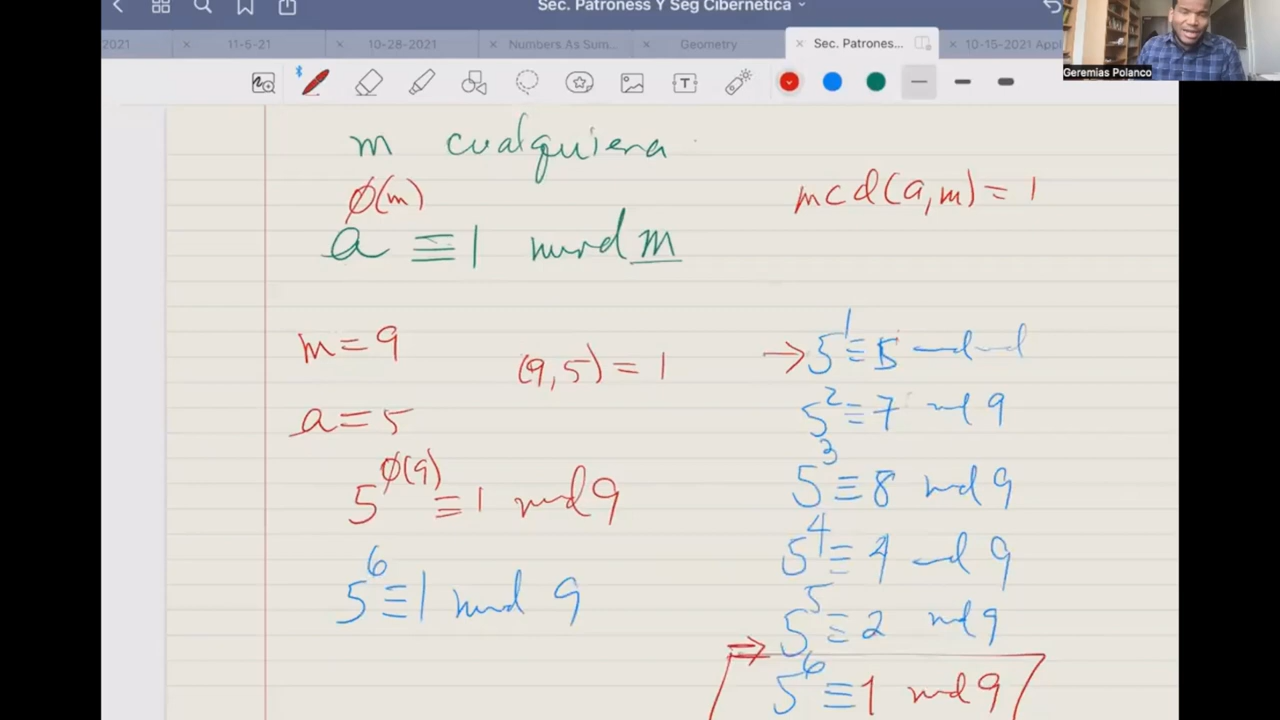 Sec. Patroness Y Seg Cibernetica
2021
11-5-21
10-28-2021
Numbers As Sum...
Geometry
Sec. Patrones...
10-15-2021 Appl
Geremias Polanco
m cualquiera
a^φ(m) ≡ 1 mod m
mcd(a,m) = 1
m = 9
(9,5) = 1
a = 5
5^φ(9) ≡ 1 mod 9
5^6 ≡ 1 mod 9
→ 5^1 ≡ 5 mod
5^2 ≡ 7 mod 9
5^3 ≡ 8 mod 9
5^4 ≡ 4 mod 9
5^5 ≡ 2 mod 9
⇒ 5^6 ≡ 1 mod 9